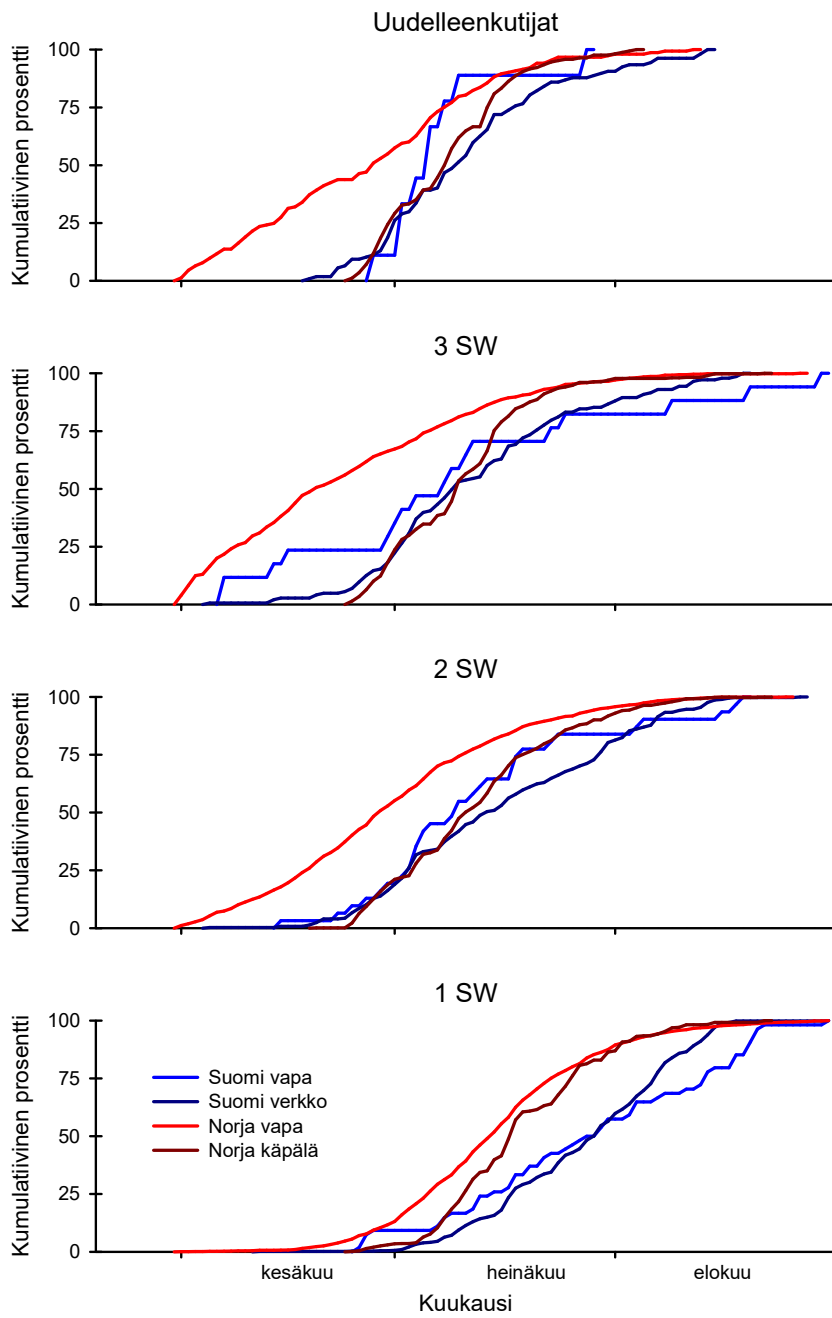 Uudelleenkutijat
Kumulatiivinen prosentti
100
75
50
25
0
3 SW
Kumulatiivinen prosentti
100
75
50
25
0
2 SW
Kumulatiivinen prosentti
100
75
50
25
0
1 SW
Kumulatiivinen prosentti
100
75
50
25
0
Suomi vapa
Suomi verkko
Norja vapa
Norja käpälä
kesäkuu heinäkuu elokuu
Kuukausi